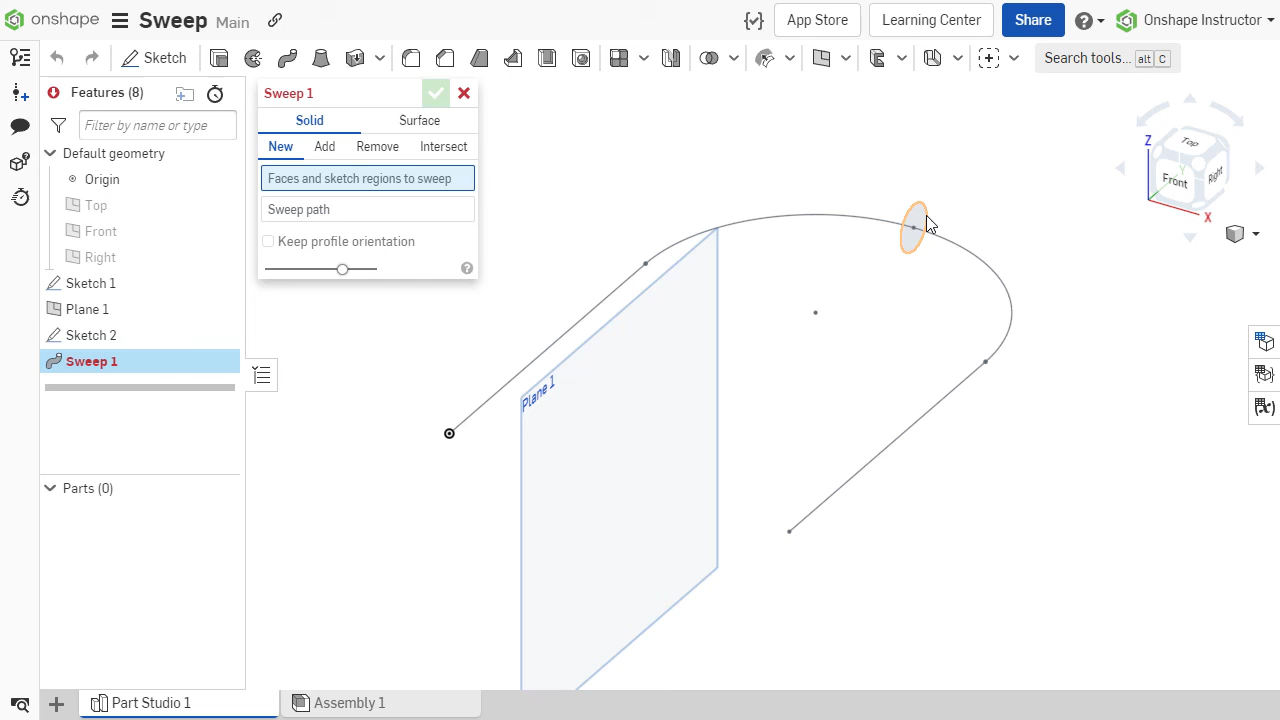 onshape Sweep Main App Store Learning Center Share Onshape Instructor
Sketch Search tools... alt C
Features (8)
Filter by name or type
Default geometry
Origin
Top
Front
Right
Sketch 1
Plane 1
Sketch 2
Sweep 1
Parts (0)
Sweep 1
Solid Surface
New Add Remove Intersect
Faces and sketch regions to sweep
Sweep path
Keep profile orientation
Plane 1
Z
Top
Y
Front
Right
X
Part Studio 1 Assembly 1